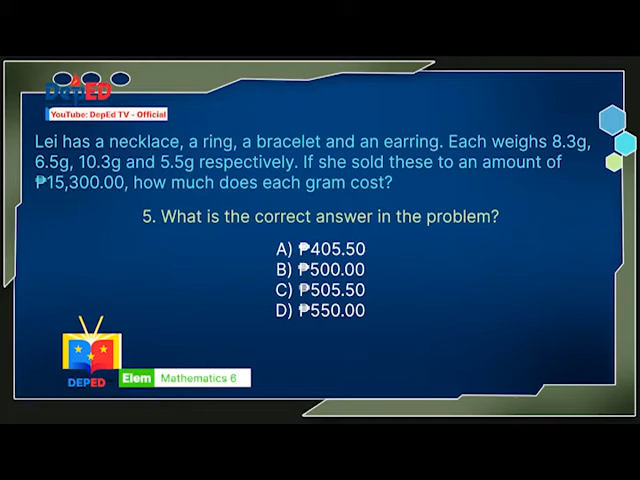 DepED
YouTube: DepEd TV - Official
Lei has a necklace, a ring, a bracelet and an earring. Each weighs 8.3g,
6.5g, 10.3g and 5.5g respectively. If she sold these to an amount of
₱15,300.00, how much does each gram cost?
5. What is the correct answer in the problem?
A) ₱405.50
B) ₱500.00
C) ₱505.50
D) ₱550.00
DEPED
Elem Mathematics 6